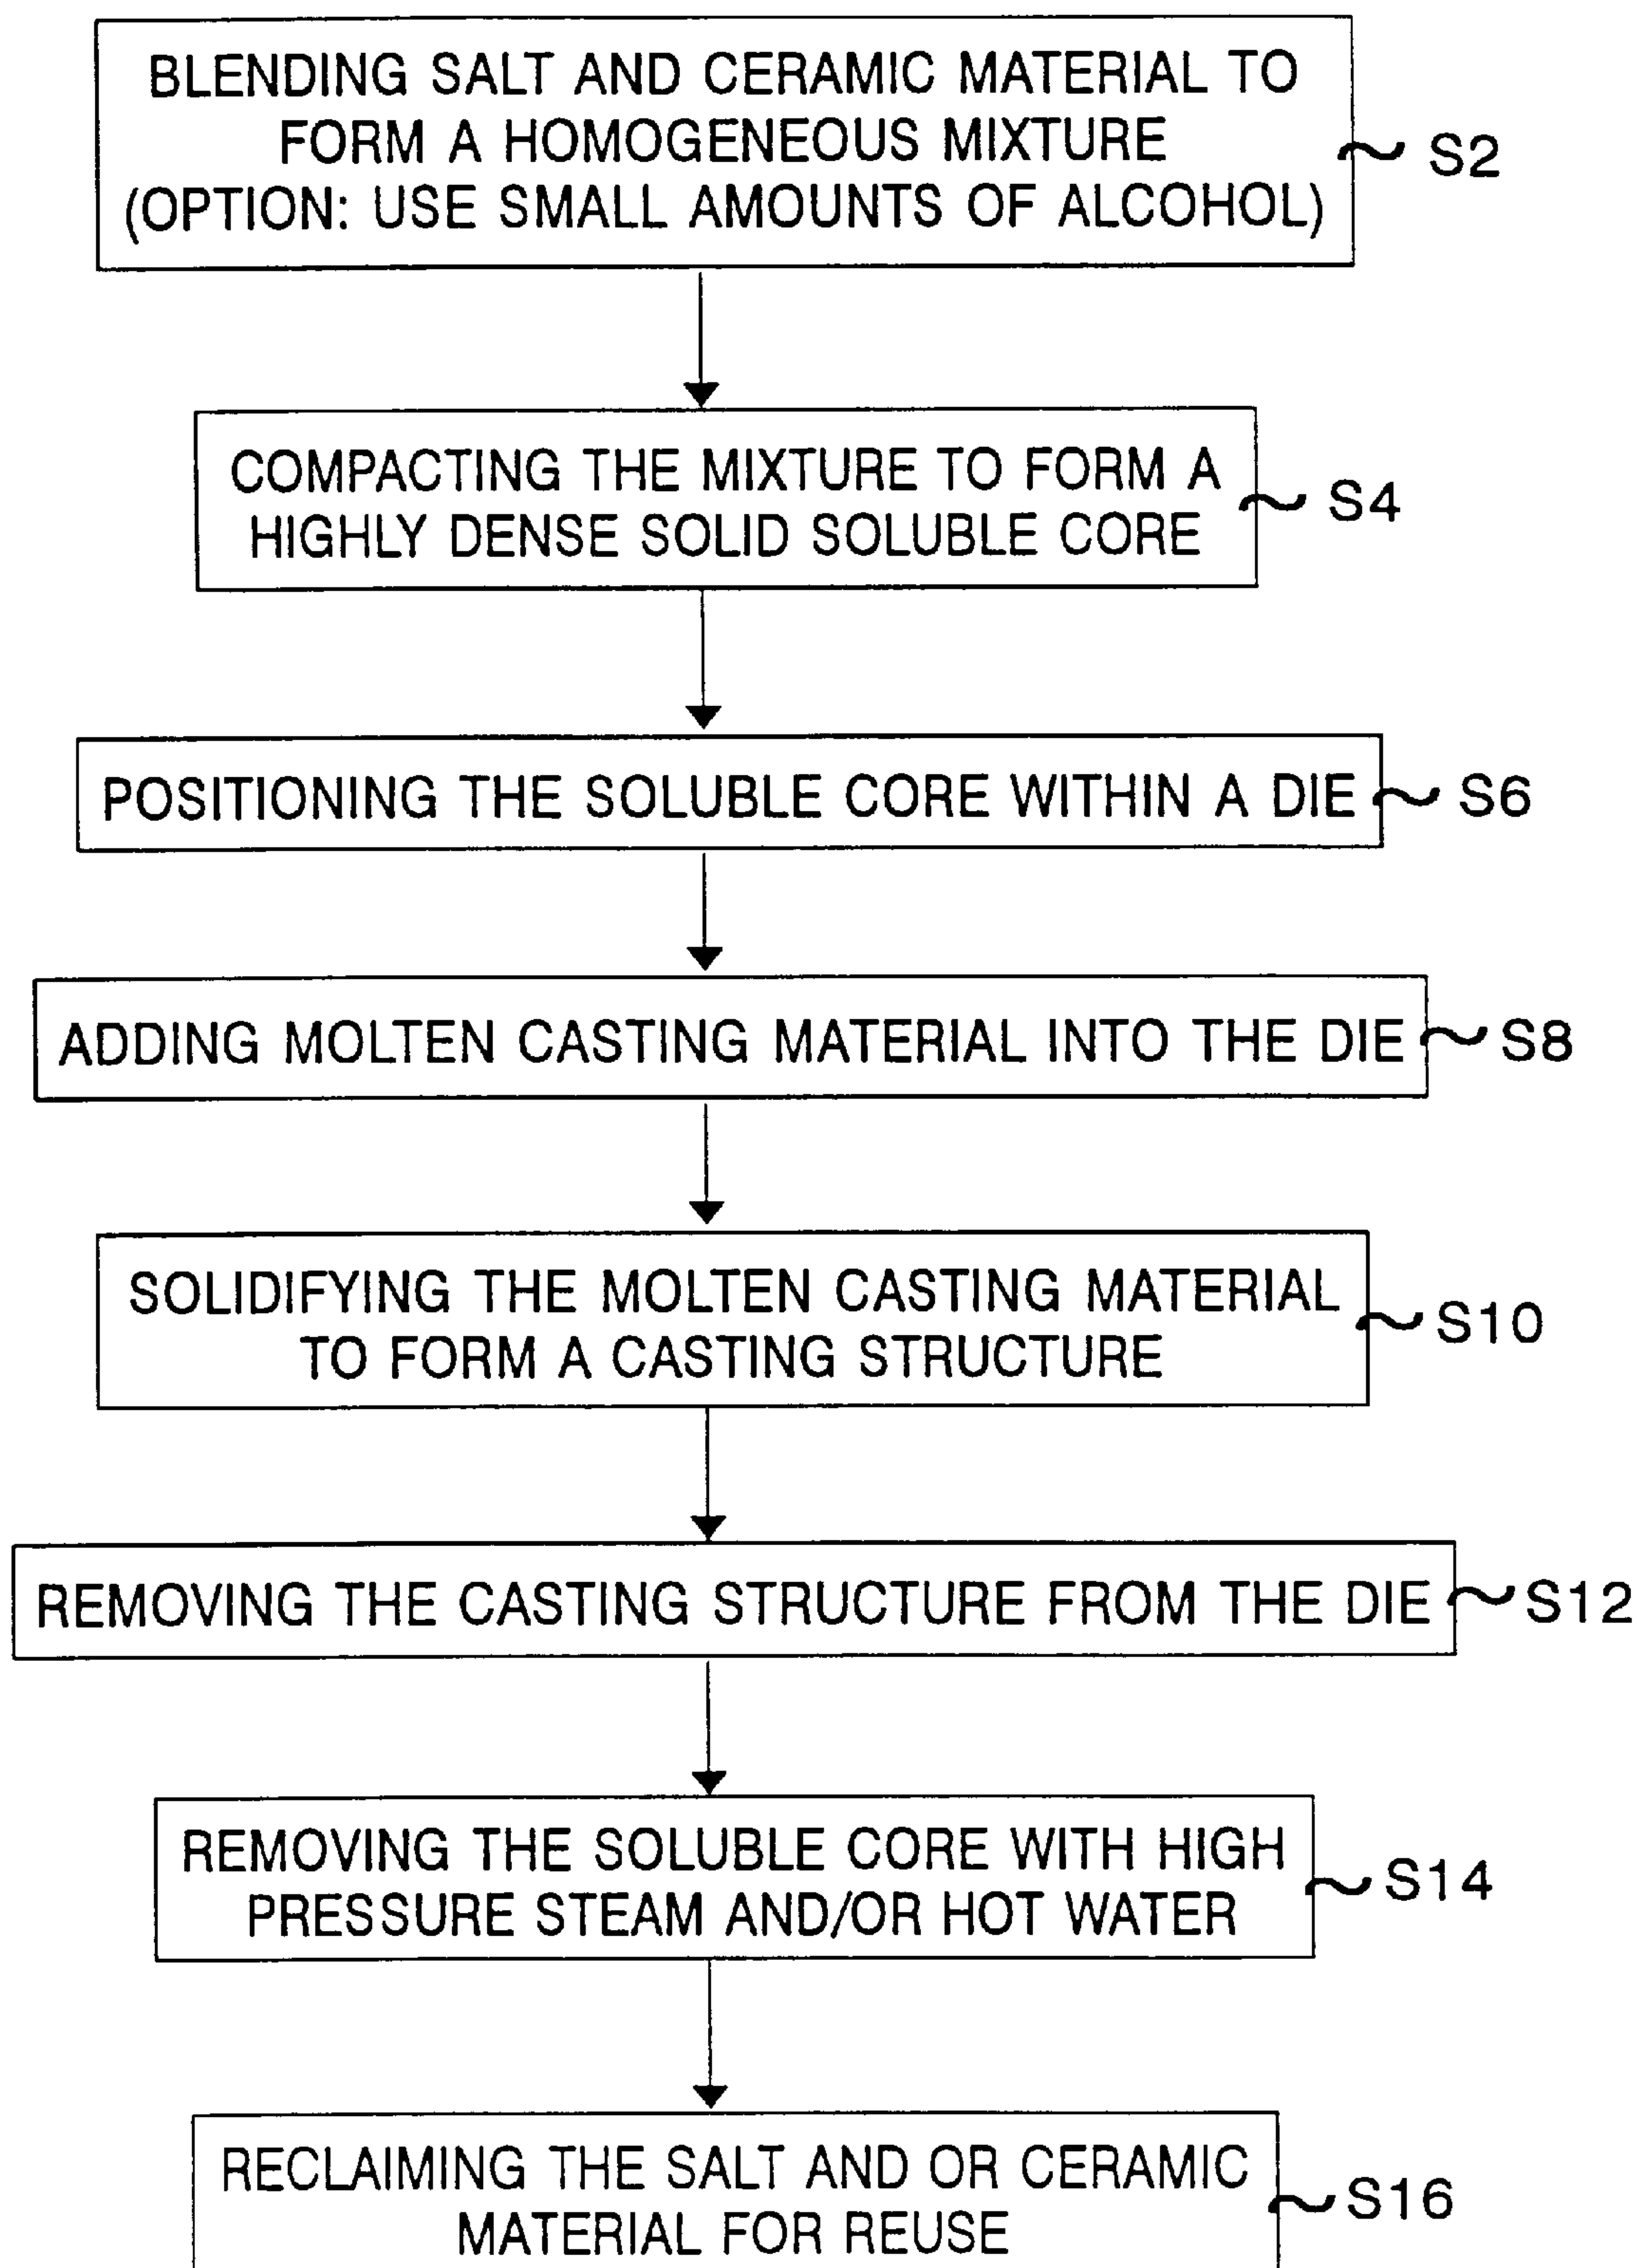 BLENDING SALT AND CERAMIC MATERIAL TO
FORM A HOMOGENEOUS MIXTURE
(OPTION: USE SMALL AMOUNTS OF ALCOHOL)
S2
COMPACTING THE MIXTURE TO FORM A
HIGHLY DENSE SOLID SOLUBLE CORE
S4
POSITIONING THE SOLUBLE CORE WITHIN A DIE
S6
ADDING MOLTEN CASTING MATERIAL INTO THE DIE
S8
SOLIDIFYING THE MOLTEN CASTING MATERIAL
TO FORM A CASTING STRUCTURE
S10
REMOVING THE CASTING STRUCTURE FROM THE DIE
S12
REMOVING THE SOLUBLE CORE WITH HIGH
PRESSURE STEAM AND/OR HOT WATER
S14
RECLAIMING THE SALT AND OR CERAMIC
MATERIAL FOR REUSE
S16